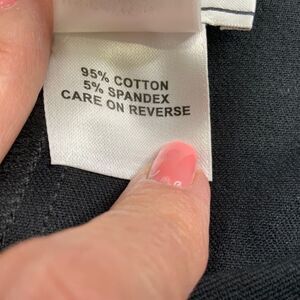 95% COTTON
5% SPANDEX
CARE ON REVERSE